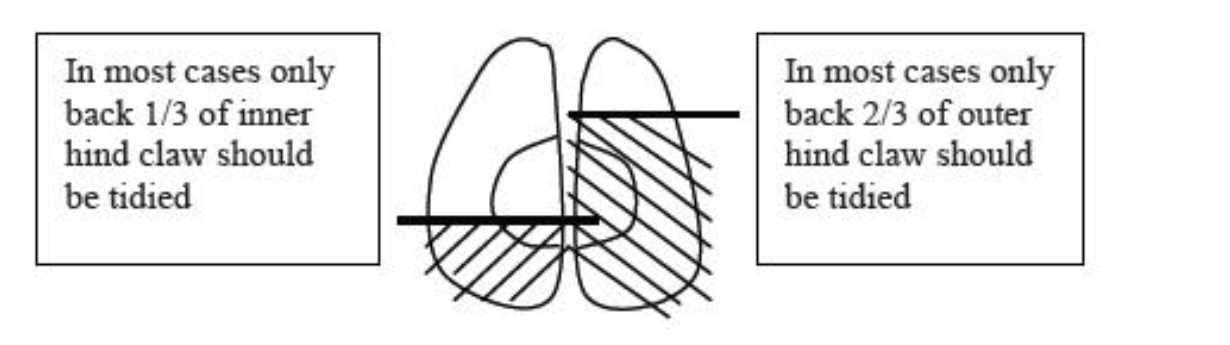 In most cases only
back 1/3 of inner
hind claw should
be tidied
In most cases only
back 2/3 of outer
hind claw should
be tidied